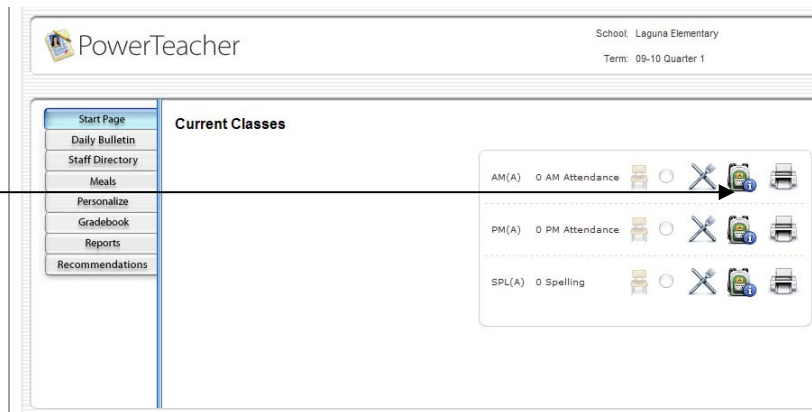 PowerTeacher
School: Laguna Elementary
Term: 09-10 Quarter 1
Start Page
Daily Bulletin
Staff Directory
Meals
Personalize
Gradebook
Reports
Recommendations
Current Classes
AM(A) 0 AM Attendance
PM(A) 0 PM Attendance
SPL(A) 0 Spelling